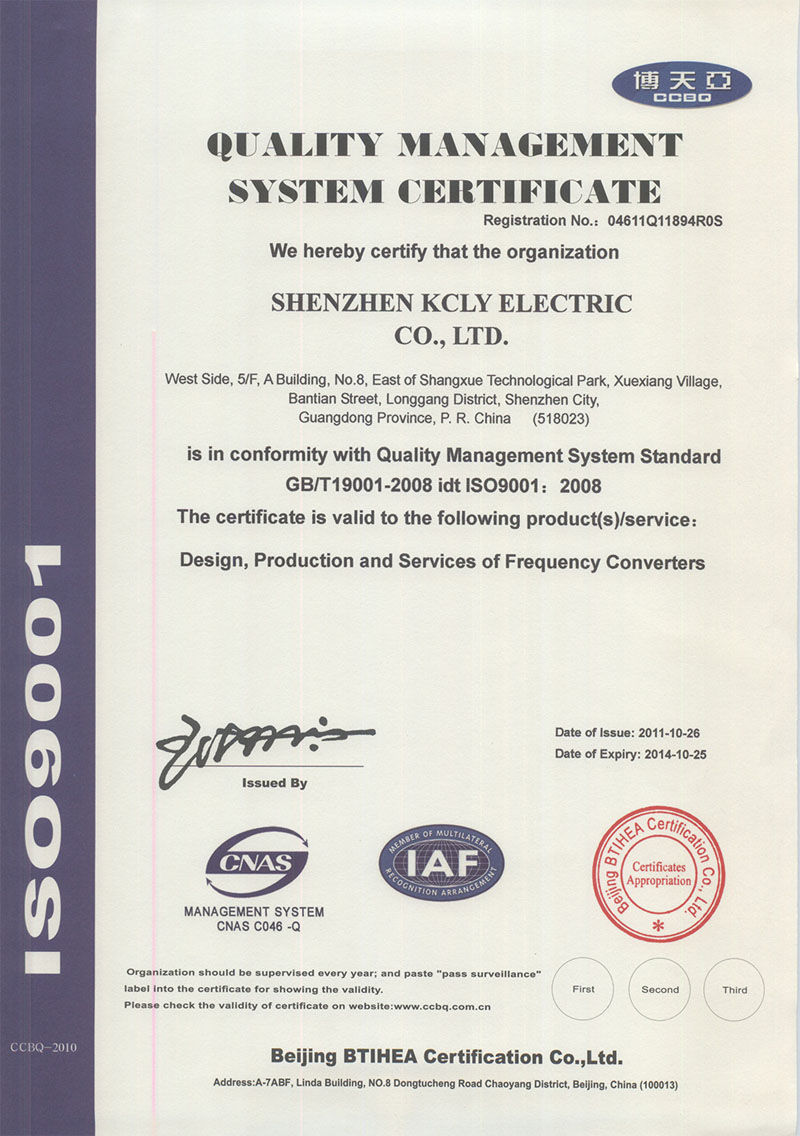 博天亞
CCBQ
QUALITY MANAGEMENT
SYSTEM CERTIFICATE
Registration No.: 04611Q11894R0S
We hereby certify that the organization
SHENZHEN KCLY ELECTRIC
CO., LTD.
West Side, 5/F, A Building, No.8, East of Shangxue Technological Park, Xuexiang Village,
Bantian Street, Longgang District, Shenzhen City,
Guangdong Province, P. R. China (518023)
is in conformity with Quality Management System Standard
GB/T19001-2008 idt ISO9001: 2008
The certificate is valid to the following product(s)/service:
Design, Production and Services of Frequency Converters
ISO9001
Date of Issue: 2011-10-26
Date of Expiry: 2014-10-25
Issued By
CNAS
MANAGEMENT SYSTEM
CNAS C046 -Q
MEMBER OF MULTILATERAL
IAF
RECOGNITION ARRANGEMENT
Beijing BTIHEA Certification Co., Ltd.
Certificates
Appropriation
Organization should be supervised every year; and paste "pass surveillance"
label into the certificate for showing the validity.
Please check the validity of certificate on website:www.ccbq.com.cn
First
Second
Third
CCBQ-2010
Beijing BTIHEA Certification Co.,Ltd.
Address:A-7ABF, Linda Building, NO.8 Dongtucheng Road Chaoyang District, Beijing, China (100013)